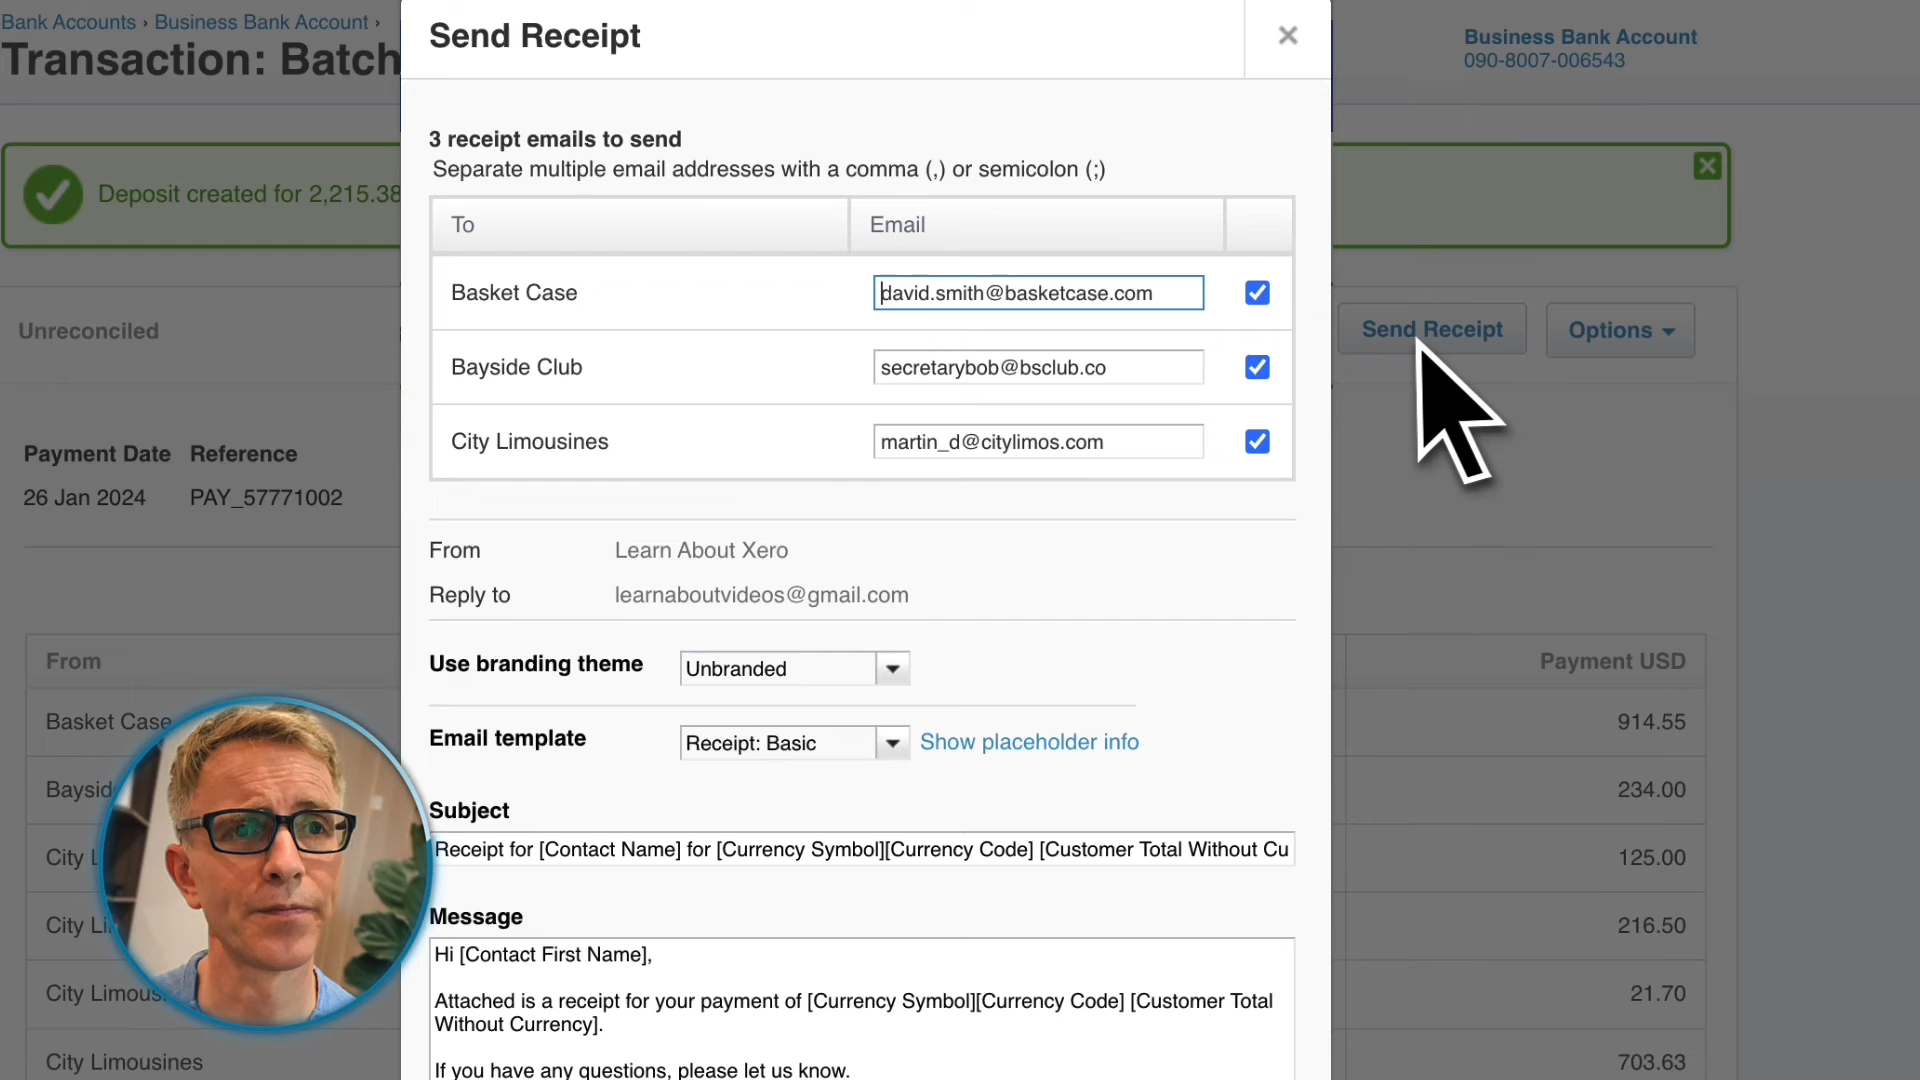 Bank Accounts › Business Bank Account ›
Transaction: Batch
Business Bank Account
090-8007-006543
Deposit created for 2,215.38
Unreconciled
Send Receipt
Options
Payment Date Reference
26 Jan 2024 PAY_57771002
From
Payment USD
Basket Case
914.55
234.00
City
125.00
City
216.50
City
21.70
City Limousines
703.63
Send Receipt
3 receipt emails to send
Separate multiple email addresses with a comma (,) or semicolon (;)
To Email
Basket Case david.smith@basketcase.com
Bayside Club secretarybob@bsclub.co
City Limousines martin_d@citylimos.com
From Learn About Xero
Reply to learnaboutvideos@gmail.com
Use branding theme Unbranded
Email template Receipt: Basic Show placeholder info
Subject
Receipt for [Contact Name] for [Currency Symbol][Currency Code] [Customer Total Without Cu
Message
Hi [Contact First Name],
Attached is a receipt for your payment of [Currency Symbol][Currency Code] [Customer Total
Without Currency].
If you have any questions, please let us know.